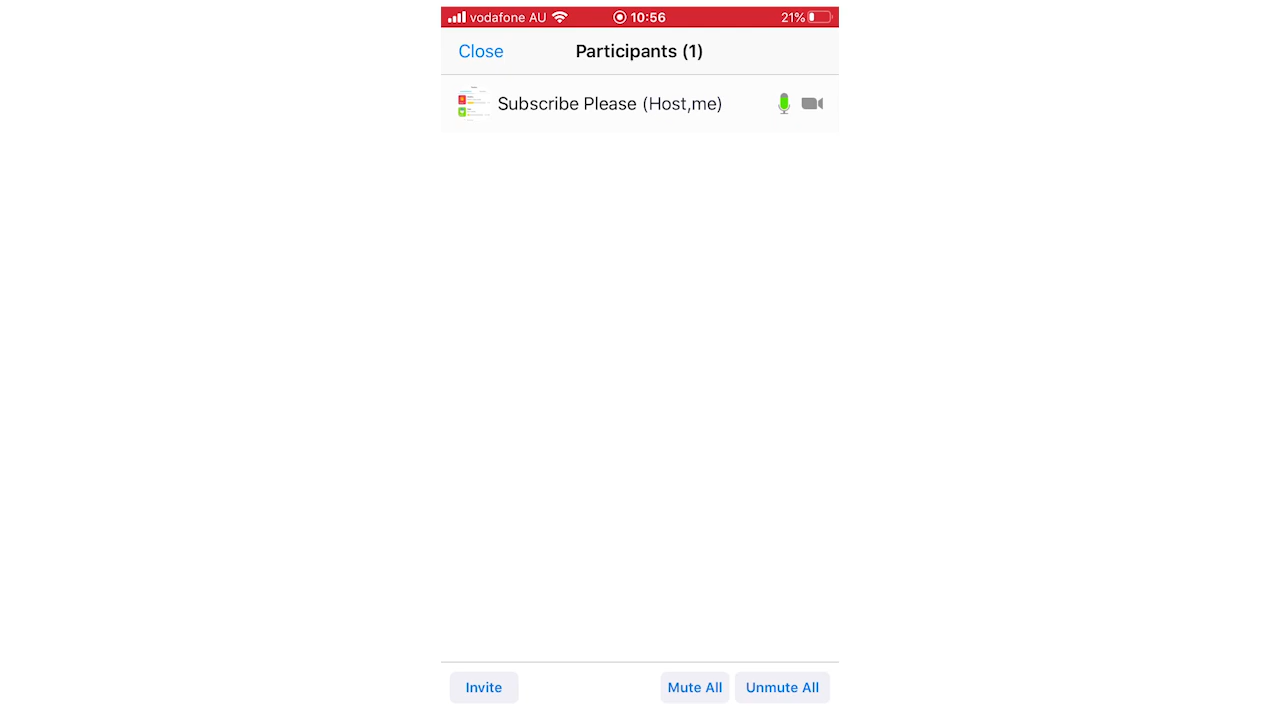 vodafone AU 10:56 21%
Close Participants (1)
Subscribe Please (Host,me)
Invite Mute All Unmute All